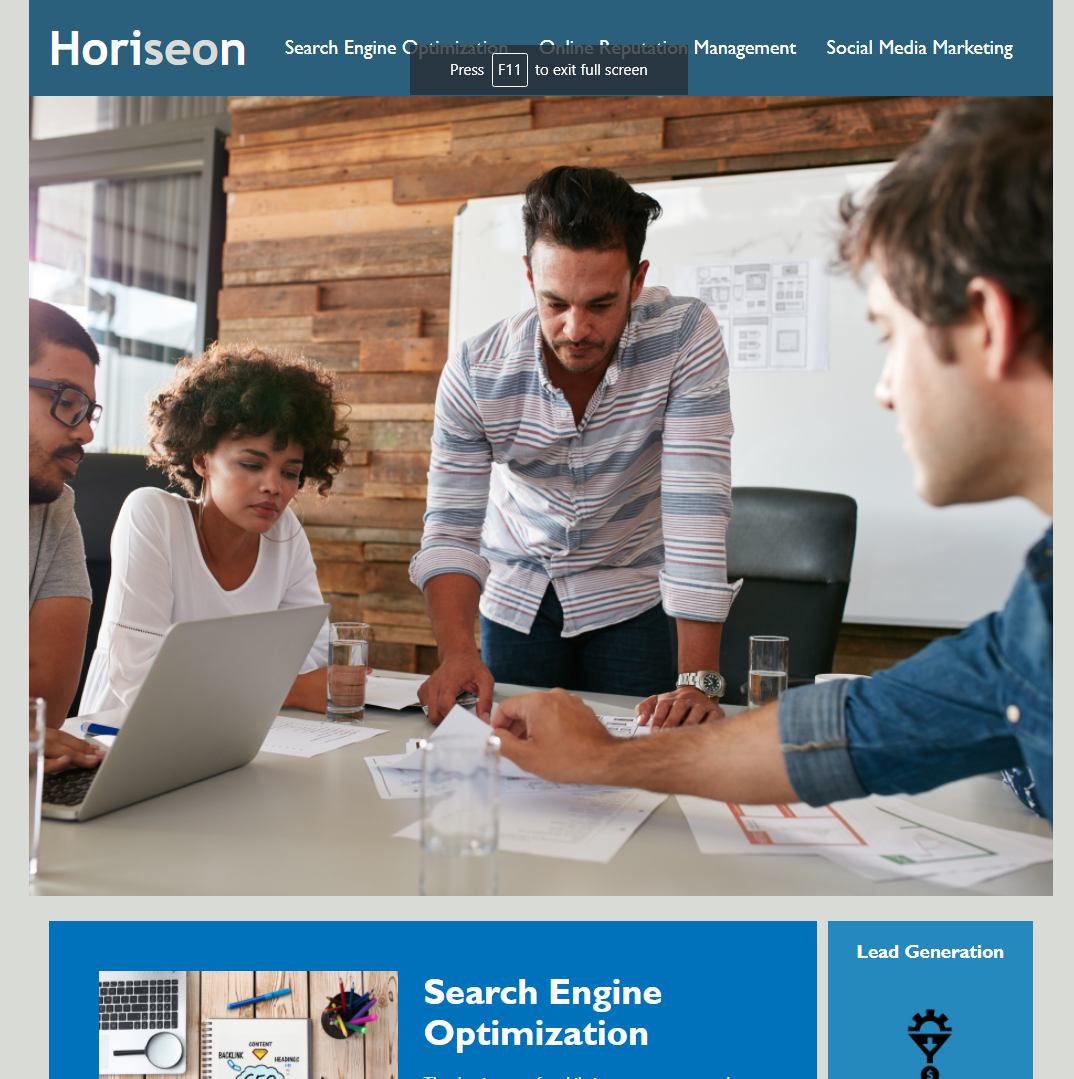 Horiseon
Search Engine Optimization
Online Reputation Management
Social Media Marketing
Press F11 to exit full screen
Lead Generation
Search Engine
Optimization
CONTENT
BACKLINK
HEADINGS
SEO